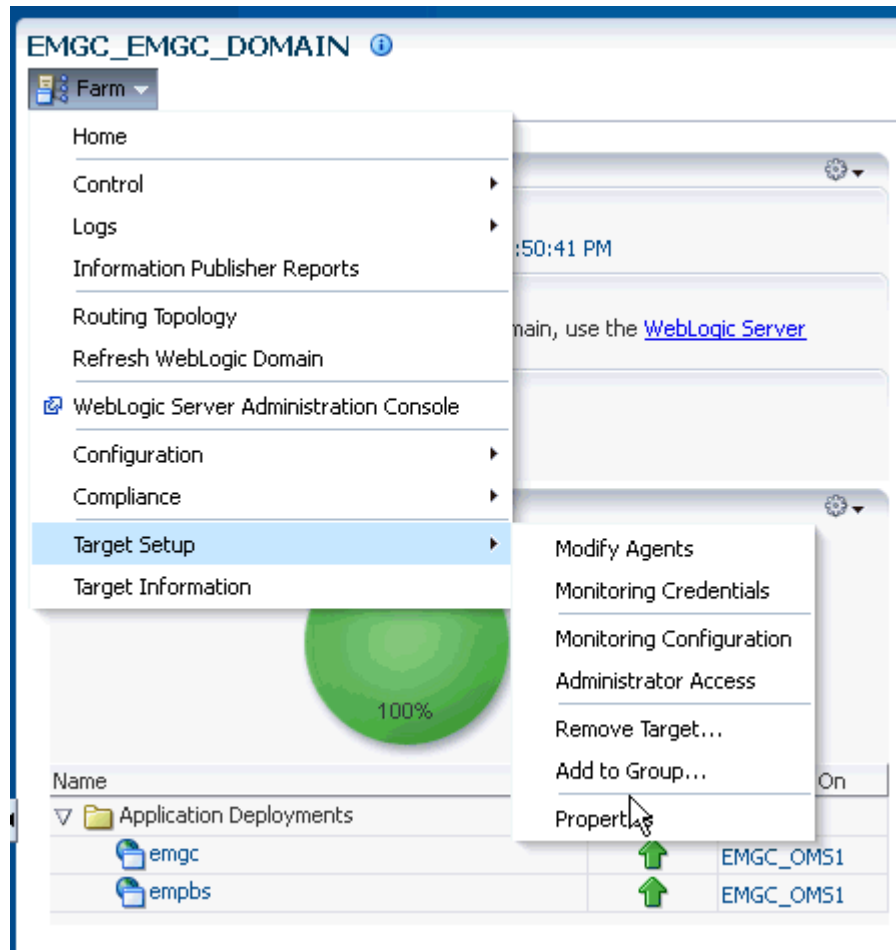 EMGC_EMGC_DOMAIN
Farm
Home
Control
Logs
Information Publisher Reports
Routing Topology
Refresh WebLogic Domain
WebLogic Server Administration Console
Configuration
Compliance
Target Setup
Target Information
:50:41 PM
main, use the WebLogic Server
Modify Agents
Monitoring Credentials
Monitoring Configuration
Administrator Access
Remove Target...
Add to Group...
Properties
100%
Name On
Application Deployments
emgc EMGC_OMS1
empbs EMGC_OMS1